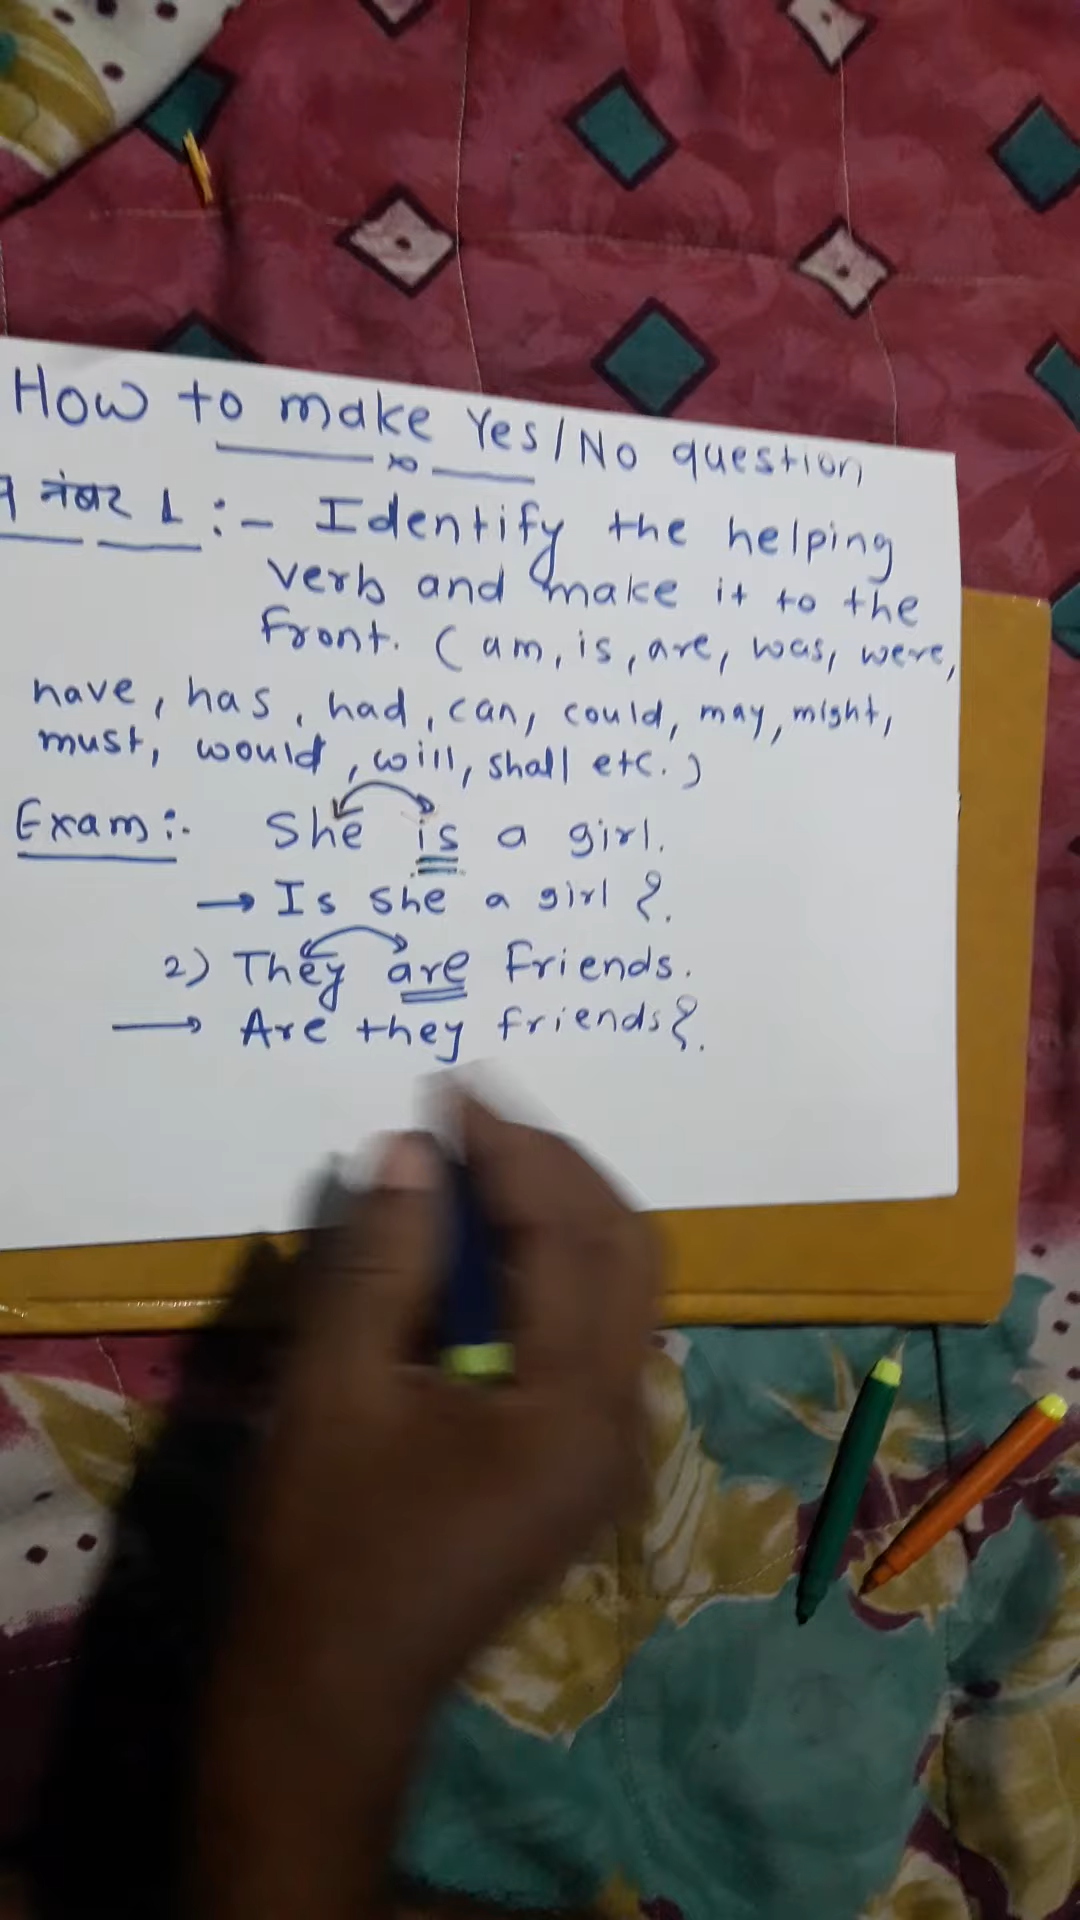 How to make Yes/No question
नंबर 1 :- Identify the helping
verb and make it to the
front. (am, is, are, was, were,
have, has, had, can, could, may, might,
must, would, will, shall etc.)
Exam:- She is a girl.
→ Is she a girl?
2) They are friends.
→ Are they friends?